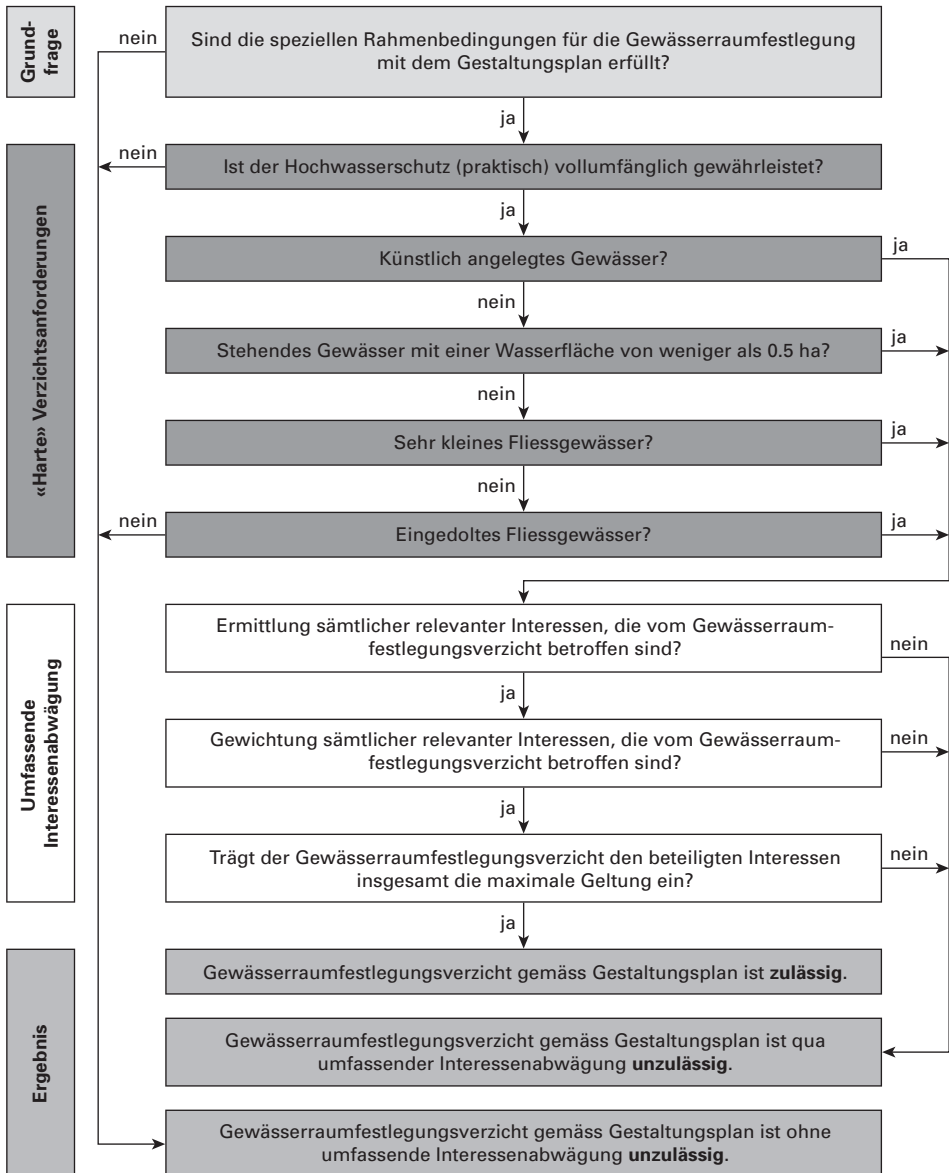 Grund-
frage
nein
Sind die speziellen Rahmenbedingungen für die Gewässerraumfestlegung
mit dem Gestaltungsplan erfüllt?
ja
«Harte» Verzichtsanforderungen
nein
Ist der Hochwasserschutz (praktisch) vollumfänglich gewährleistet?
ja
Künstlich angelegtes Gewässer?
ja
nein
Stehendes Gewässer mit einer Wasserfläche von weniger als 0.5 ha?
ja
nein
Sehr kleines Fliessgewässer?
ja
nein
nein
Eingedoltes Fliessgewässer?
ja
Umfassende
Interessenabwägung
Ermittlung sämtlicher relevanter Interessen, die vom Gewässerraum-
festlegungsverzicht betroffen sind?
nein
ja
Gewichtung sämtlicher relevanter Interessen, die vom Gewässerraum-
festlegungsverzicht betroffen sind?
nein
ja
Trägt der Gewässerraumfestlegungsverzicht den beteiligten Interessen
insgesamt die maximale Geltung ein?
nein
ja
Ergebnis
Gewässerraumfestlegungsverzicht gemäss Gestaltungsplan ist zulässig.
Gewässerraumfestlegungsverzicht gemäss Gestaltungsplan ist qua
umfassender Interessenabwägung unzulässig.
Gewässerraumfestlegungsverzicht gemäss Gestaltungsplan ist ohne
umfassende Interessenabwägung unzulässig.